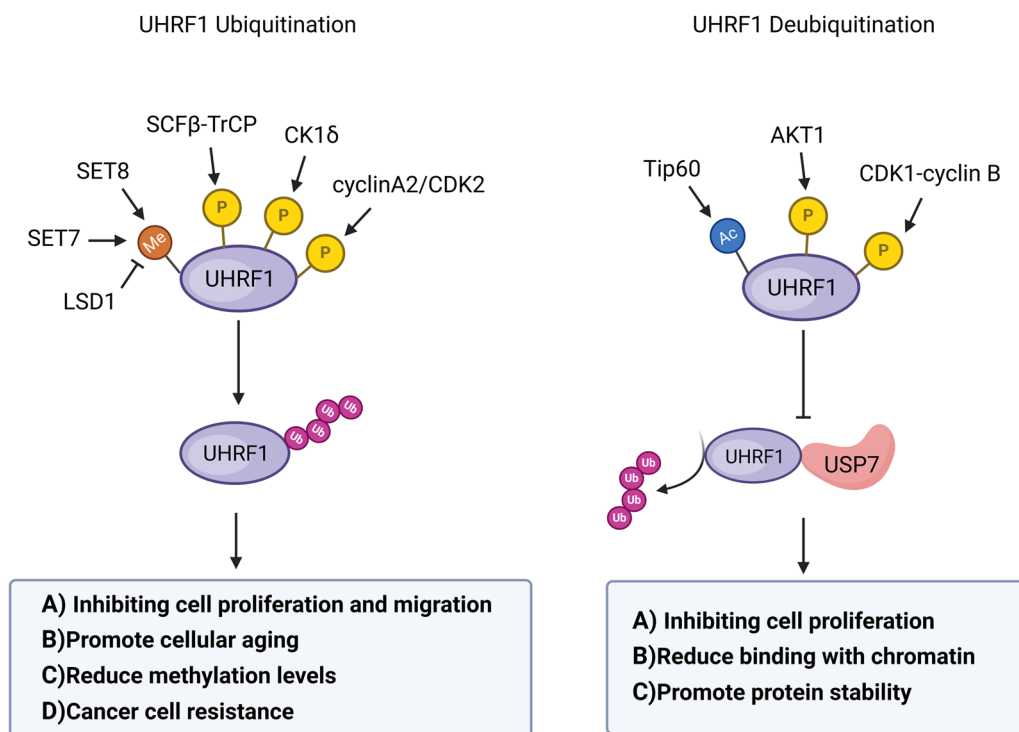 UHRF1 Ubiquitination
SCFβ-TrCP
CK1δ
SET8
cyclinA2/CDK2
SET7
LSD1
Me
P
P
P
UHRF1
UHRF1
Ub
Ub
Ub
Ub
A) Inhibiting cell proliferation and migration
B)Promote cellular aging
C)Reduce methylation levels
D)Cancer cell resistance
UHRF1 Deubiquitination
AKT1
Tip60
CDK1-cyclin B
Ac
P
P
UHRF1
UHRF1
USP7
Ub
Ub
Ub
Ub
A) Inhibiting cell proliferation
B)Reduce binding with chromatin
C)Promote protein stability